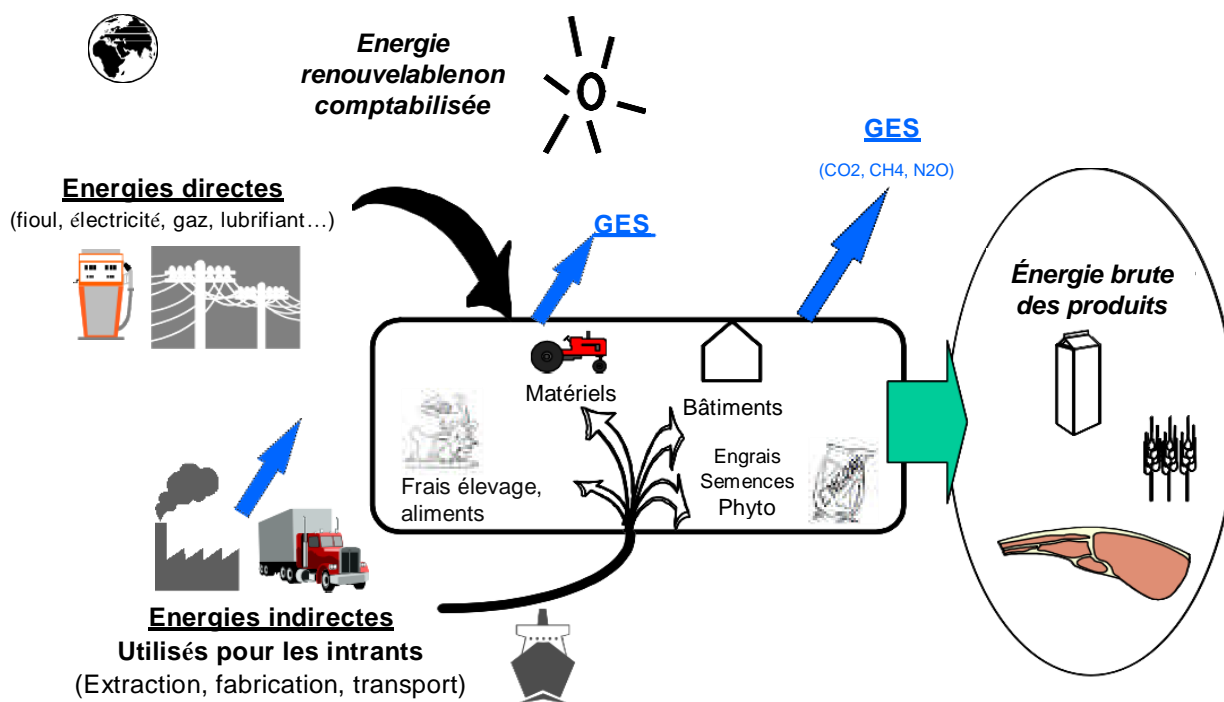 Energie
renouvelablenon
comptabilisée
GES
(CO2, CH4, N2O)
Energies directes
(fioul, électricité, gaz, lubrifiant…)
GES
Énergie brute
des produits
Matériels
Bâtiments
Engrais
Semences
Phyto
Frais élevage,
aliments
Energies indirectes
Utilisés pour les intrants
(Extraction, fabrication, transport)